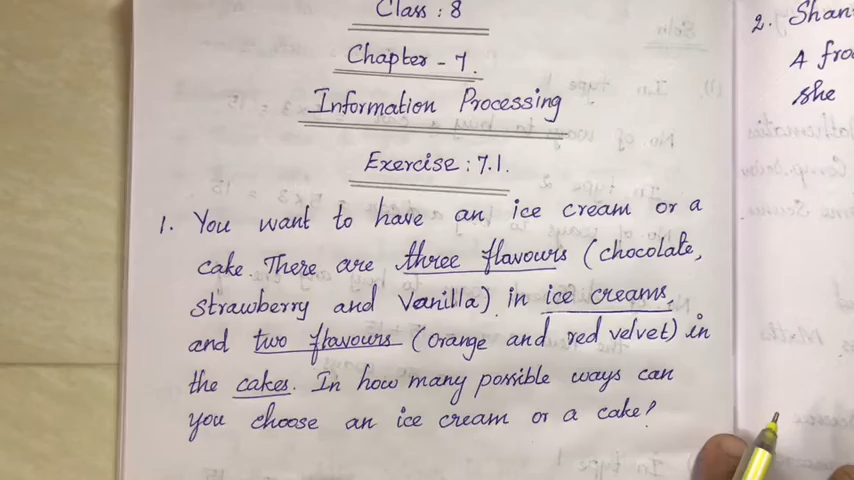 Class : 8
Chapter - 7.
Information Processing
Exercise : 7.1.
1. You want to have an ice cream or a
cake. There are three flavours (chocolate,
strawberry and Vanilla) in ice creams,
and two flavours (orange and red velvet) in
the cakes. In how many possible ways can
you choose an ice cream or a cake?
2. Shan
A fro
she